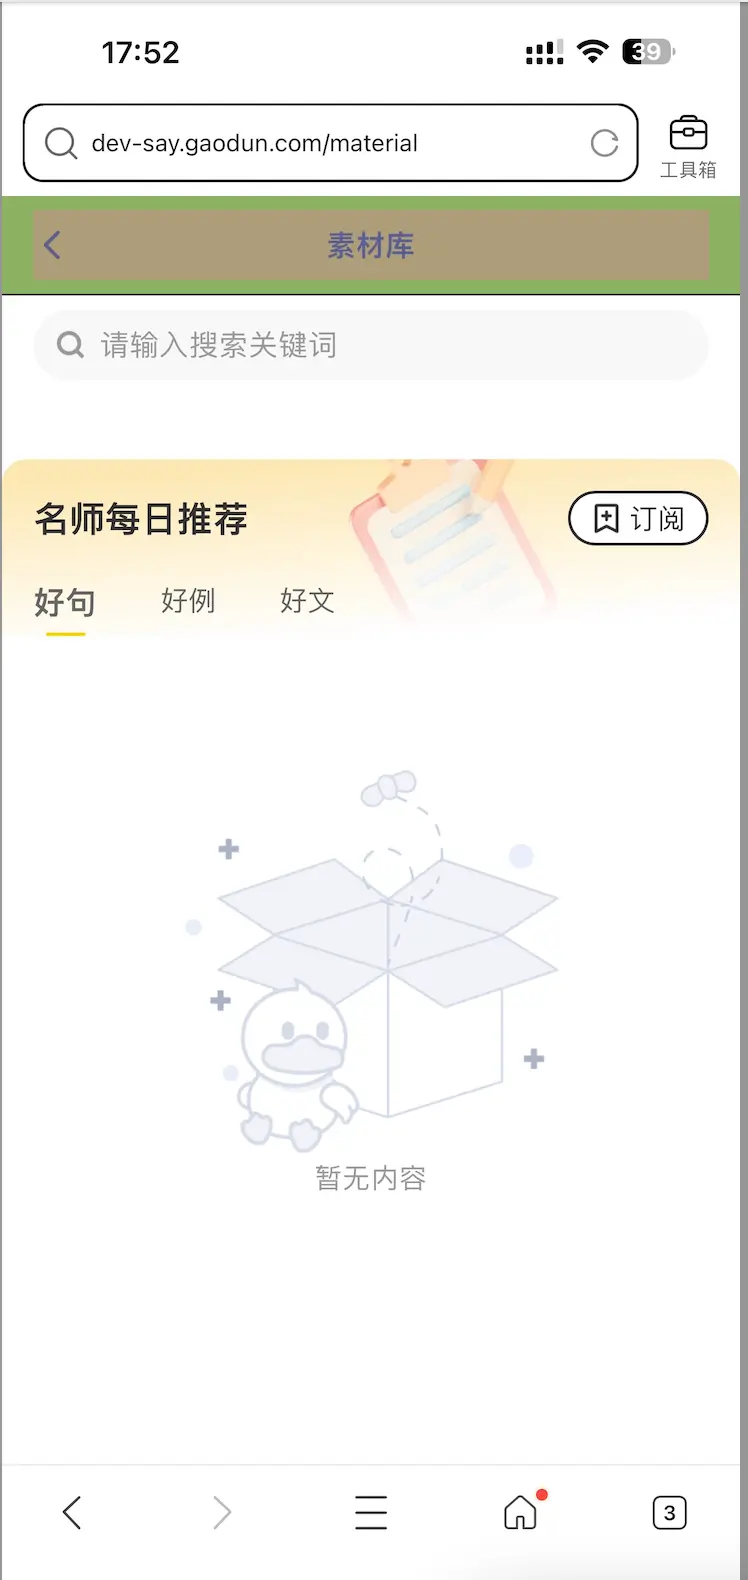 17:52
39
dev-say.gaodun.com/material
工具箱
素材库
请输入搜索关键词
名师每日推荐
订阅
好句 好例 好文
暂无内容
3